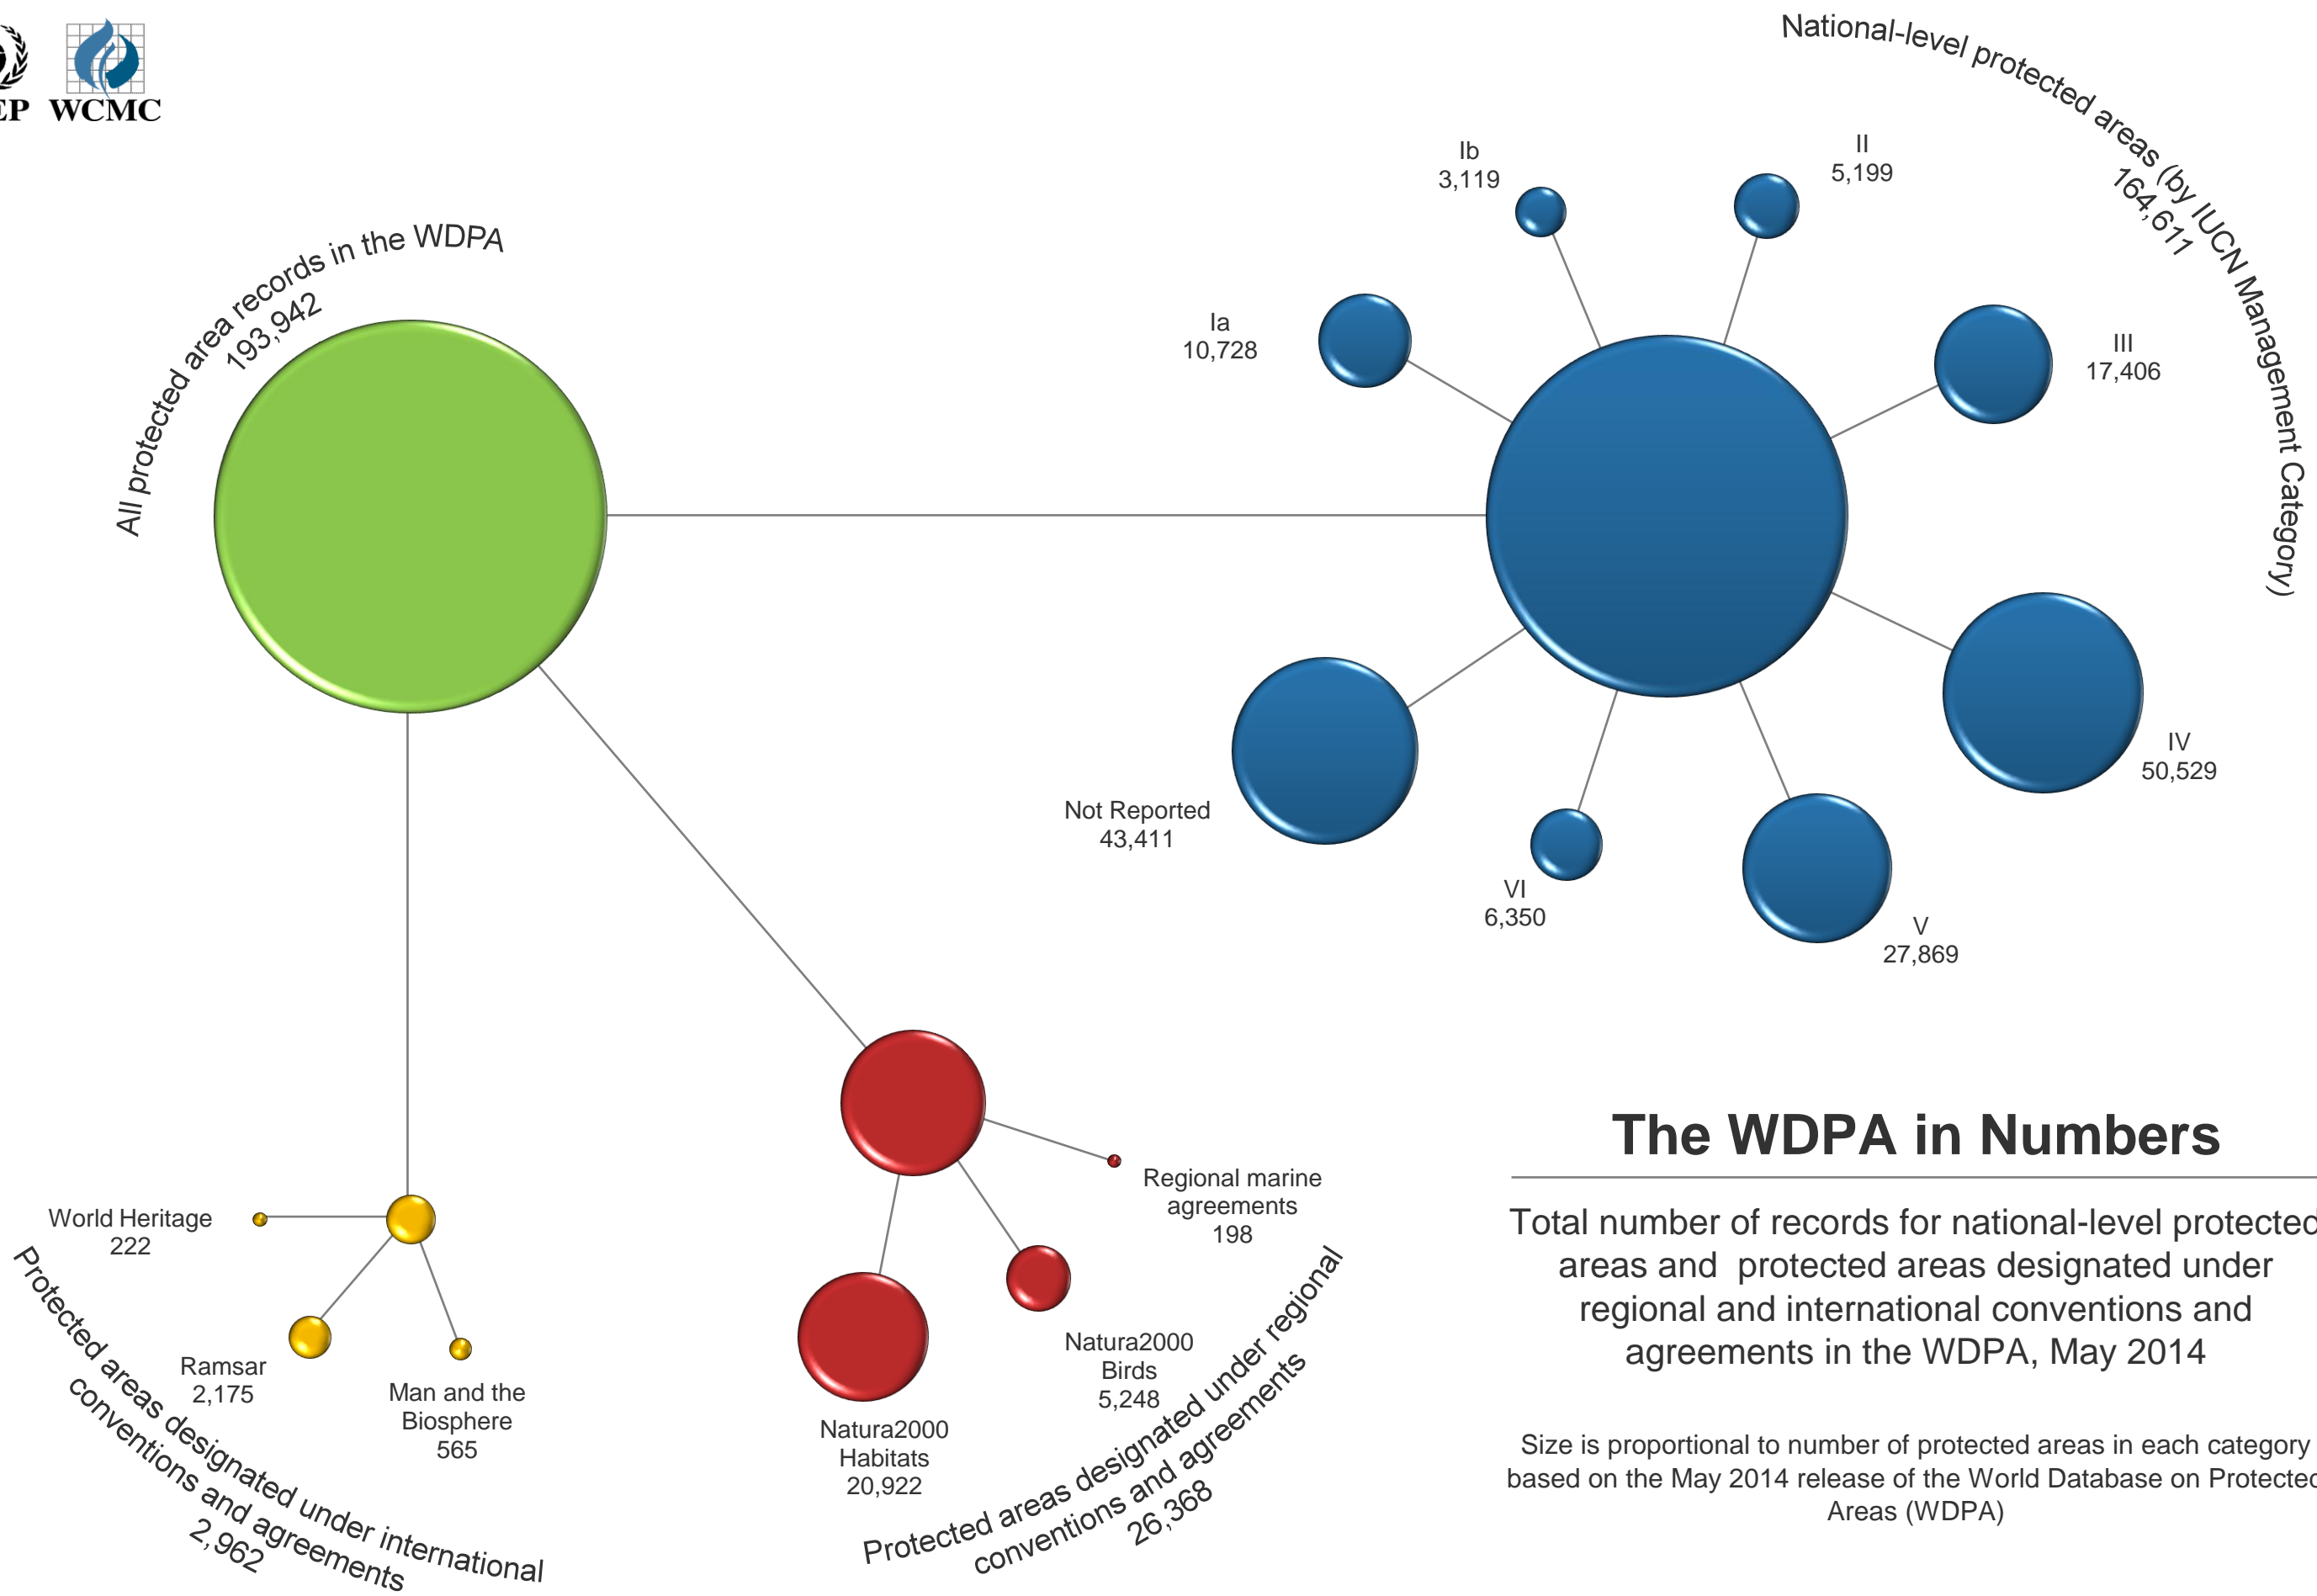 EP WCMC
All protected area records in the WDPA
193,942
National-level protected areas (by IUCN Management Category)
164,611
Ia
10,728
Ib
3,119
II
5,199
III
17,406
IV
50,529
V
27,869
VI
6,350
Not Reported
43,411
World Heritage
222
Ramsar
2,175
Man and the
Biosphere
565
Protected areas designated under international
conventions and agreements
2,962
Regional marine
agreements
198
Natura2000
Birds
5,248
Natura2000
Habitats
20,922
Protected areas designated under regional
conventions and agreements
26,368
The WDPA in Numbers
Total number of records for national-level protected
areas and protected areas designated under
regional and international conventions and
agreements in the WDPA, May 2014
Size is proportional to number of protected areas in each category
based on the May 2014 release of the World Database on Protected
Areas (WDPA)